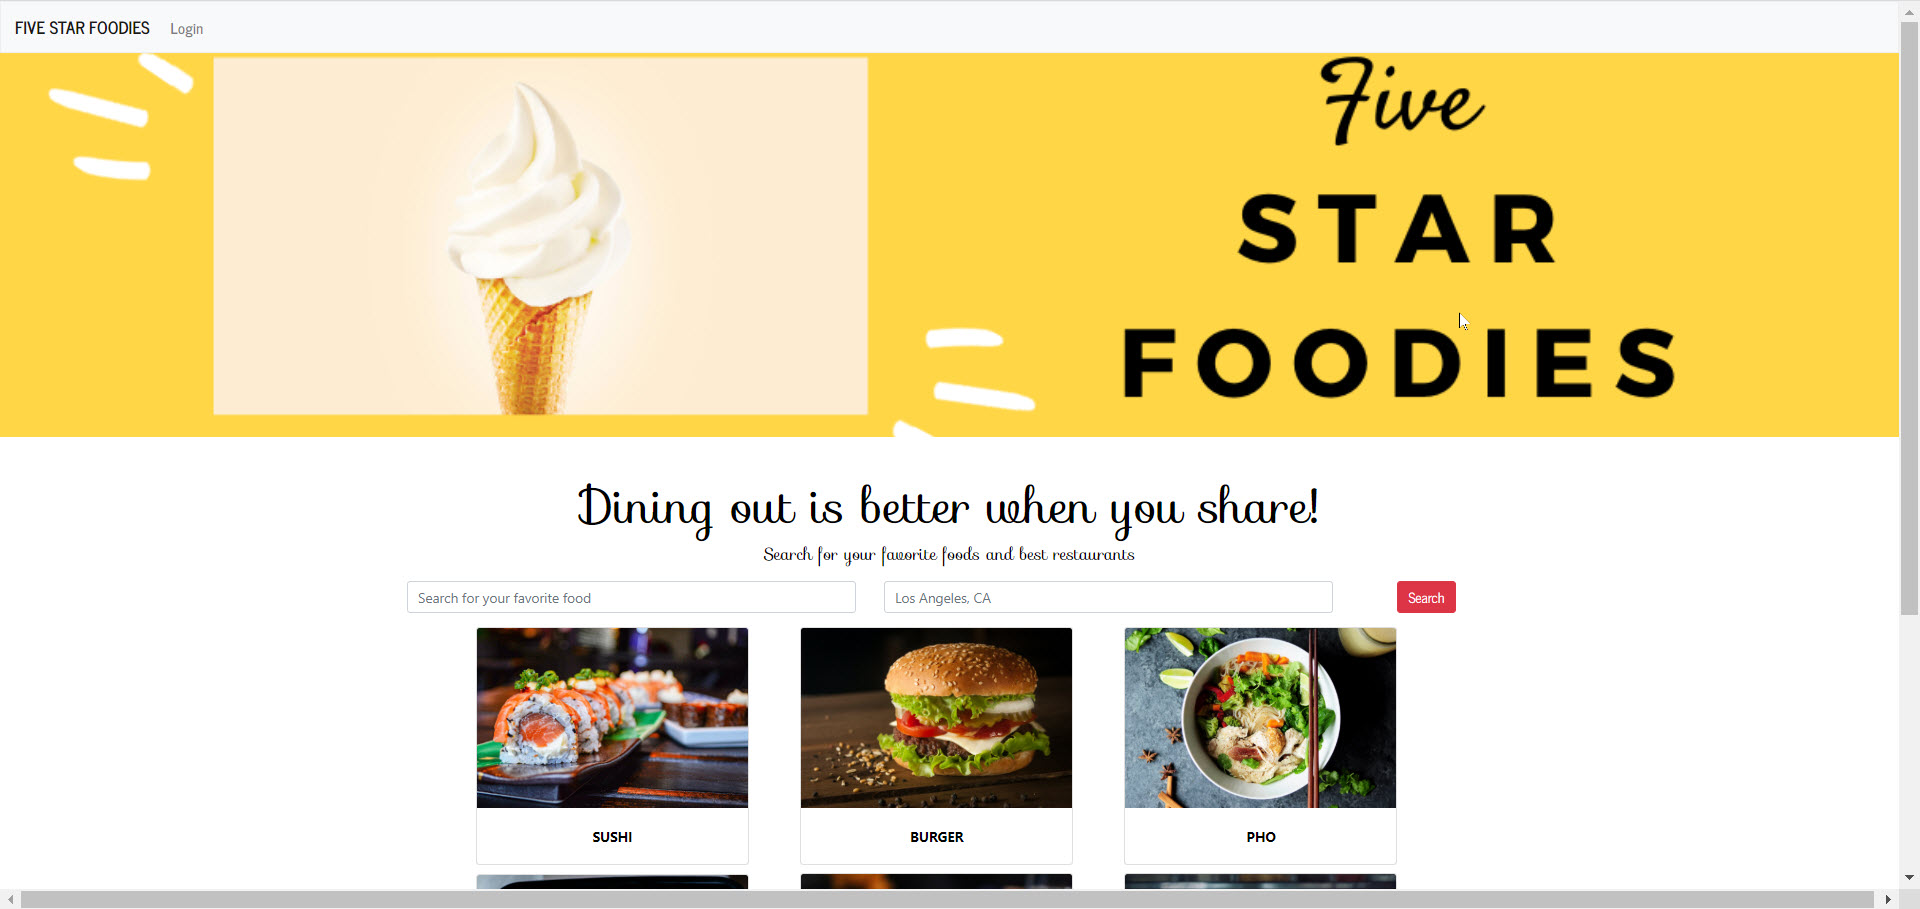 FIVE STAR FOODIES Login
Five
STAR
FOODIES
Dining out is better when you share!
Search for your favorite foods and best restaurants
Search for your favorite food Los Angeles, CA Search
SUSHI BURGER PHO